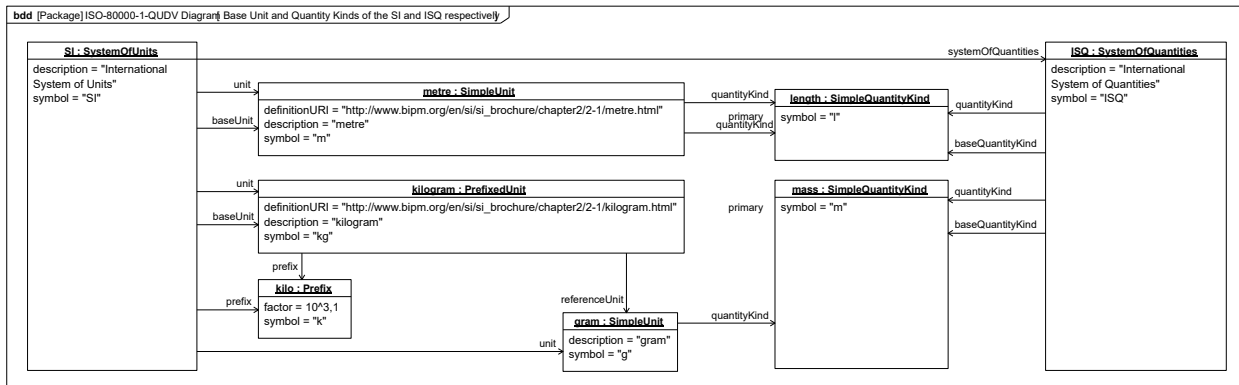 bdd [Package] ISO-80000-1-QUDV Diagram[ Base Unit and Quantity Kinds of the SI and ISQ respectively]
SI : SystemOfUnits
description = "International
System of Units"
symbol = "SI"
systemOfQuantities
ISQ : SystemOfQuantities
description = "International
System of Quantities"
symbol = "ISQ"
unit
baseUnit
metre : SimpleUnit
definitionURI = "http://www.bipm.org/en/si/si_brochure/chapter2/2-1/metre.html"
description = "metre"
symbol = "m"
quantityKind
primary
quantityKind
length : SimpleQuantityKind
symbol = "l"
quantityKind
baseQuantityKind
unit
baseUnit
kilogram : PrefixedUnit
definitionURI = "http://www.bipm.org/en/si/si_brochure/chapter2/2-1/kilogram.html"
description = "kilogram"
symbol = "kg"
primary
mass : SimpleQuantityKind
symbol = "m"
quantityKind
baseQuantityKind
prefix
referenceUnit
prefix
kilo : Prefix
factor = 10^3,1
symbol = "k"
unit
gram : SimpleUnit
description = "gram"
symbol = "g"
quantityKind